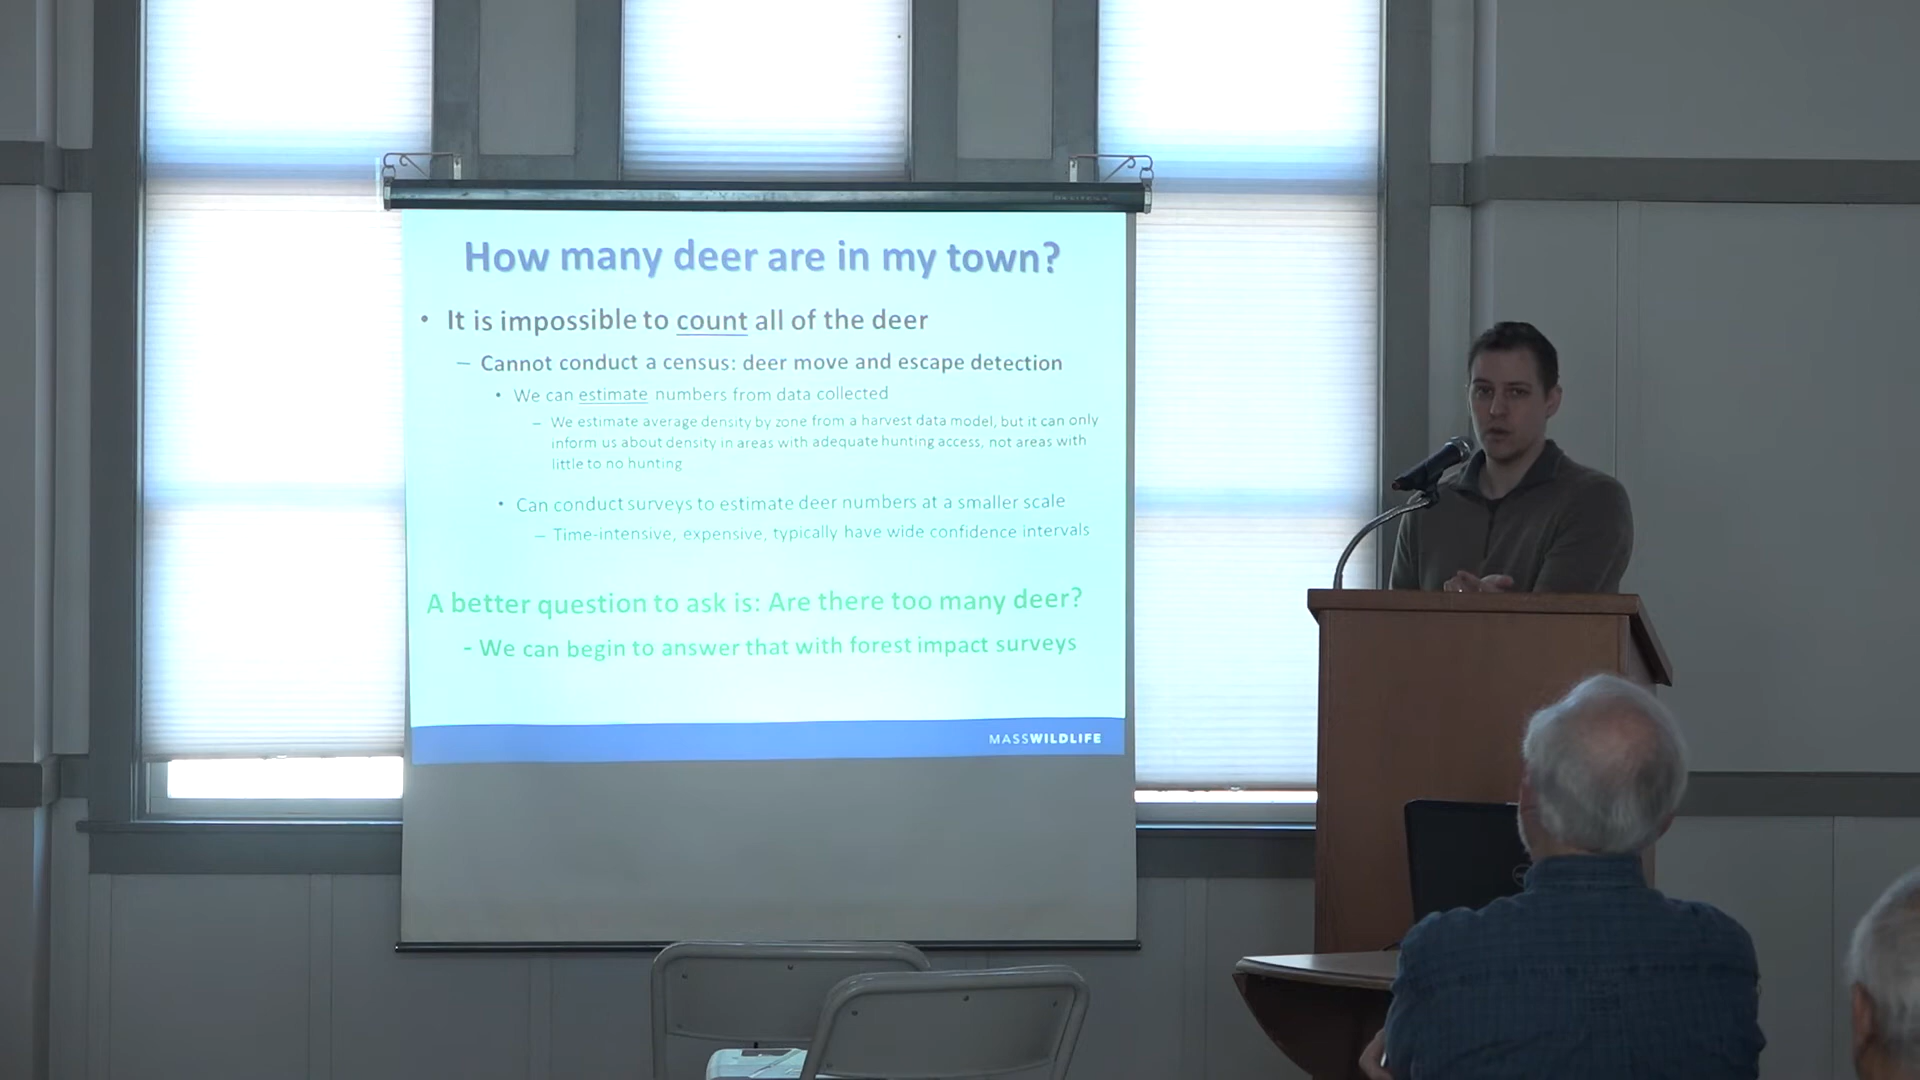 How many deer are in my town?
• It is impossible to count all of the deer
– Cannot conduct a census: deer move and escape detection
• We can estimate numbers from data collected
– We estimate average density by zone from a harvest data model, but it can only
inform us about density in areas with adequate hunting access, not areas with
little to no hunting
• Can conduct surveys to estimate deer numbers at a smaller scale
– Time-intensive, expensive, typically have wide confidence intervals
A better question to ask is: Are there too many deer?
- We can begin to answer that with forest impact surveys
MASSWILDLIFE